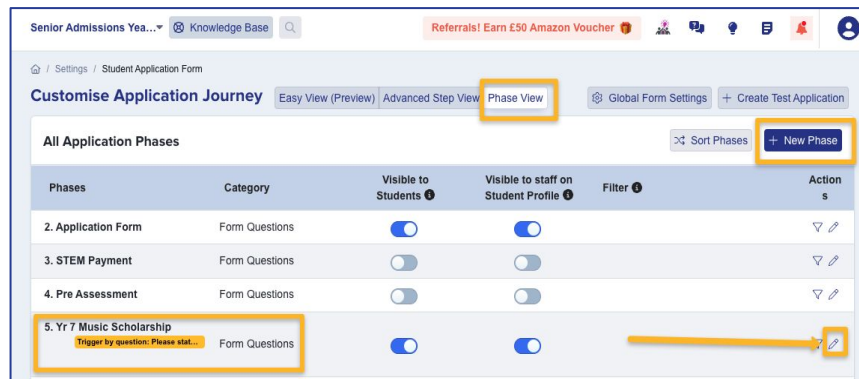 Senior Admissions Yea... Knowledge Base Referrals! Earn £50 Amazon Voucher
/ Settings / Student Application Form
Customise Application Journey Easy View (Preview) Advanced Step View Phase View Global Form Settings + Create Test Application
All Application Phases Sort Phases + New Phase
Phases Category Visible to Students Visible to staff on Student Profile Filter Actions
2. Application Form Form Questions
3. STEM Payment Form Questions
4. Pre Assessment Form Questions
5. Yr 7 Music Scholarship
Trigger by question: Please stat... Form Questions